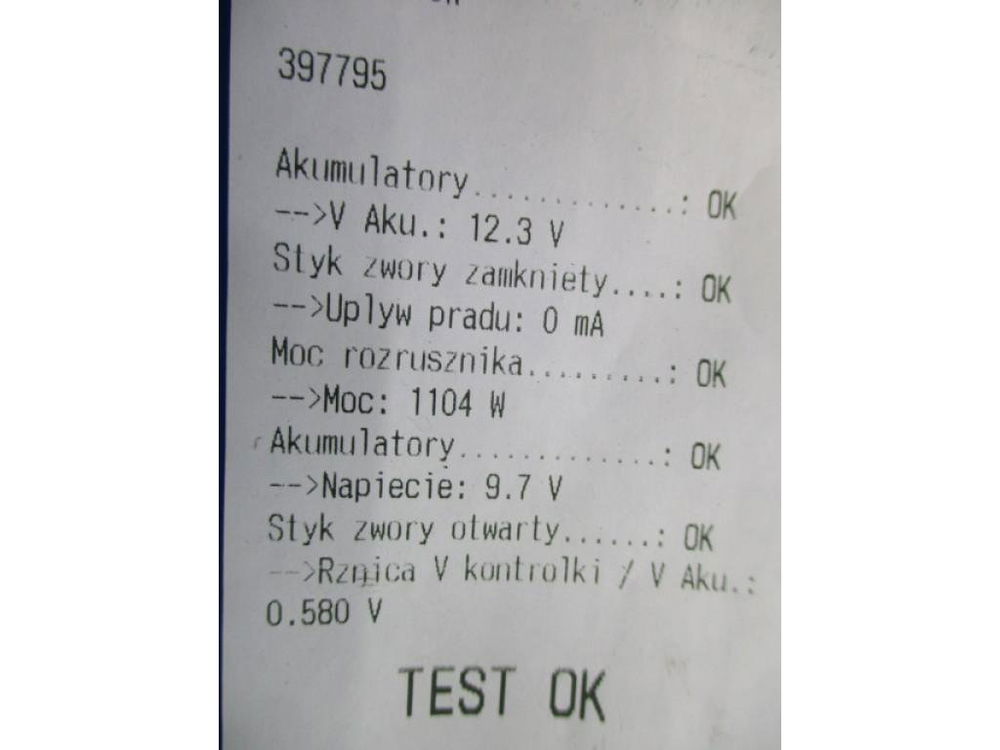 397795
Akumulatory.............: OK
-->V Aku.: 12.3 V
Styk zwory zamkniety....: OK
-->Uplyw pradu: 0 mA
Moc rozrusznika.........: OK
-->Moc: 1104 W
Akumulatory.............: OK
-->Napiecie: 9.7 V
Styk zwory otwarty......: OK
-->Rznica V kontrolki / V Aku.:
0.580 V
TEST OK